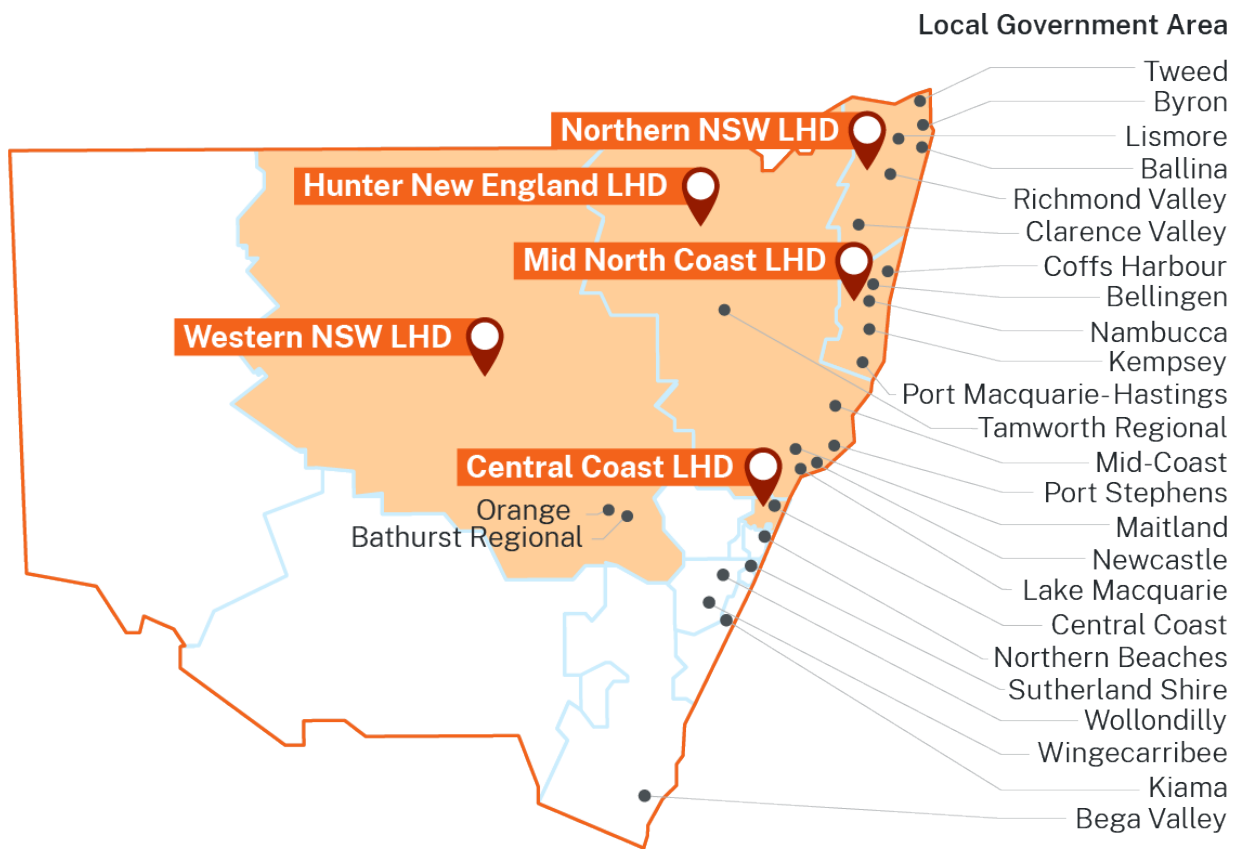 Local Government Area
Tweed
Byron
Northern NSW LHD
Lismore
Ballina
Hunter New England LHD
Richmond Valley
Clarence Valley
Mid North Coast LHD
Coffs Harbour
Bellingen
Nambucca
Western NSW LHD
Kempsey
Port Macquarie-Hastings
Tamworth Regional
Central Coast LHD
Mid-Coast
Port Stephens
Orange
Maitland
Bathurst Regional
Newcastle
Lake Macquarie
Central Coast
Northern Beaches
Sutherland Shire
Wollondilly
Wingecarribee
Kiama
Bega Valley